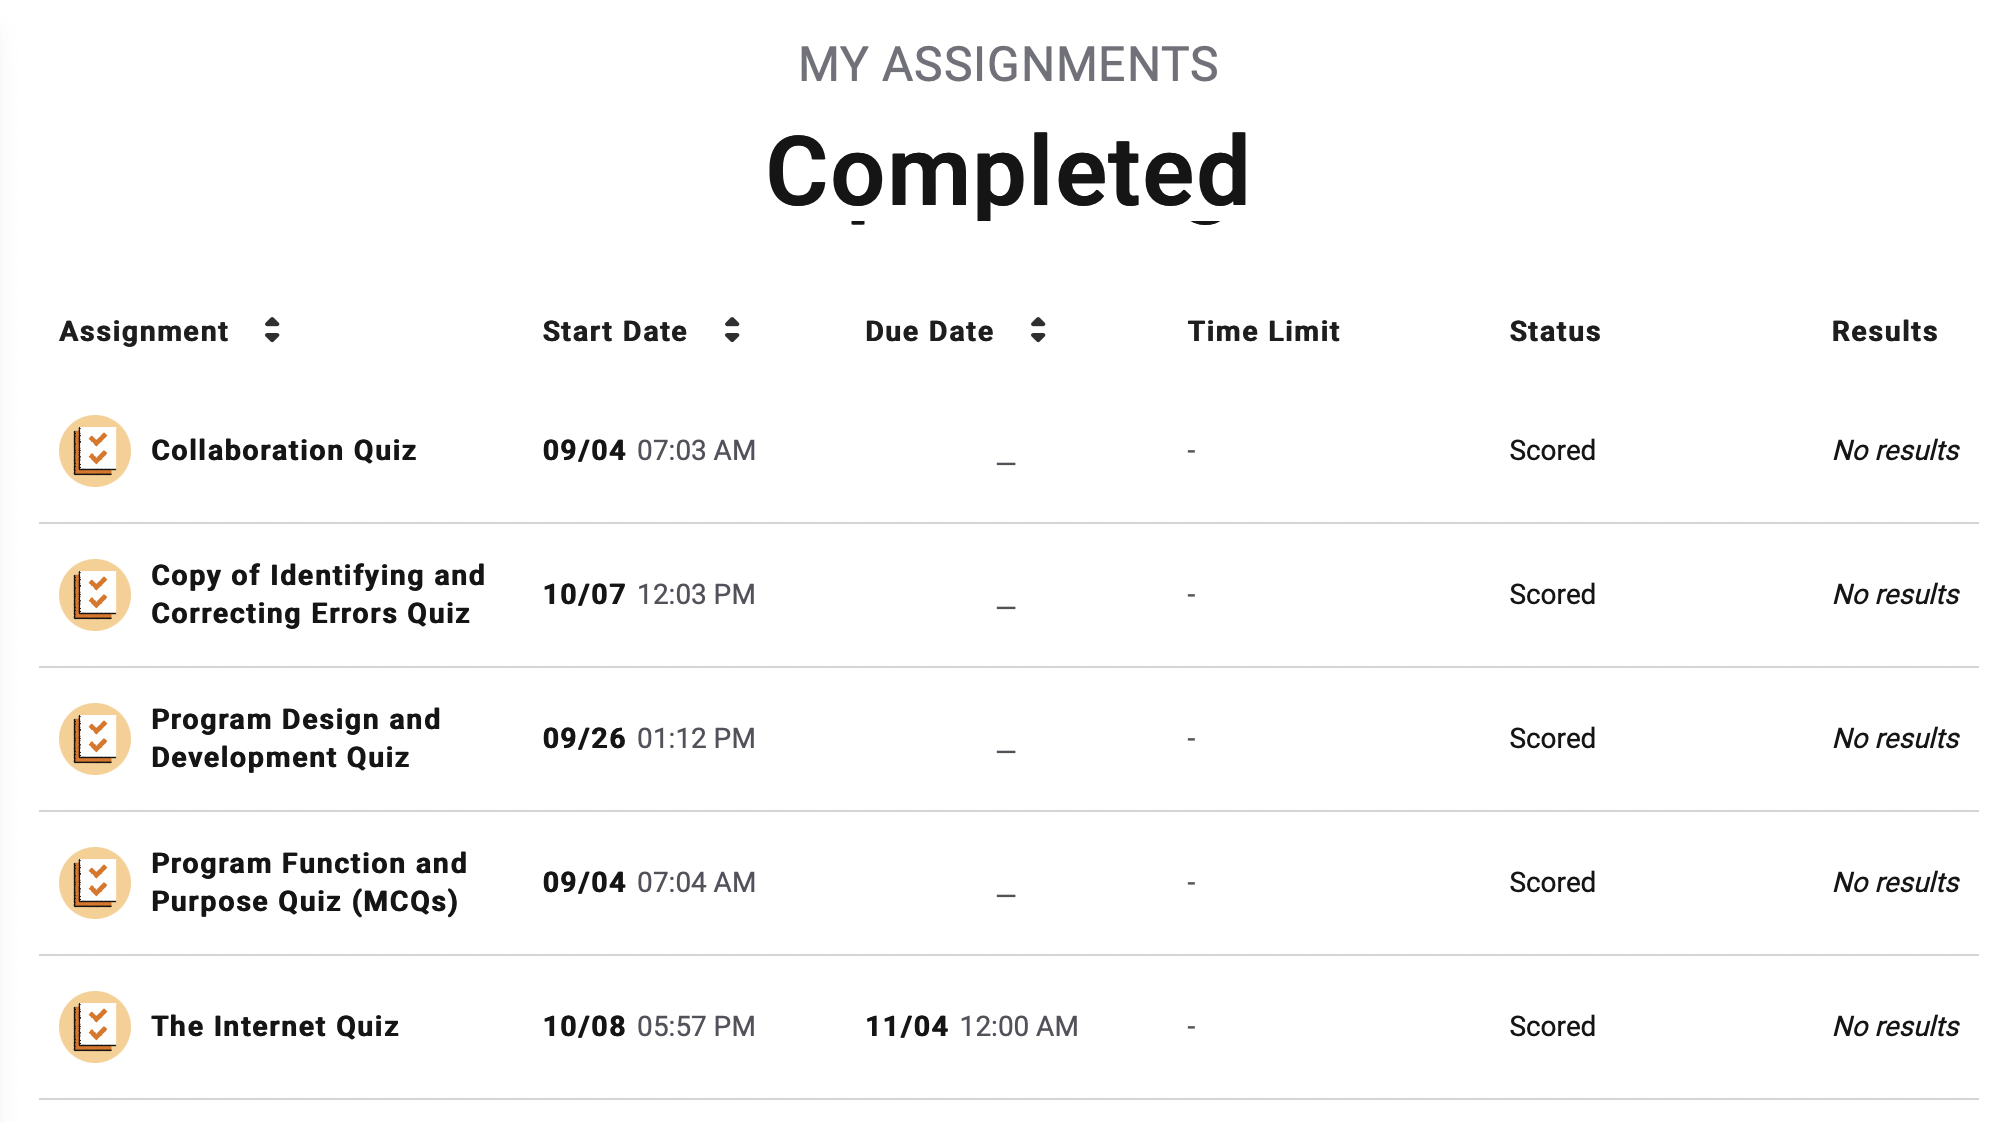 MY ASSIGNMENTS
Completed
Assignment Start Date Due Date Time Limit Status Results
Collaboration Quiz 09/04 07:03 AM _ - Scored No results
Copy of Identifying and
Correcting Errors Quiz 10/07 12:03 PM _ - Scored No results
Program Design and
Development Quiz 09/26 01:12 PM _ - Scored No results
Program Function and
Purpose Quiz (MCQs) 09/04 07:04 AM _ - Scored No results
The Internet Quiz 10/08 05:57 PM 11/04 12:00 AM - Scored No results